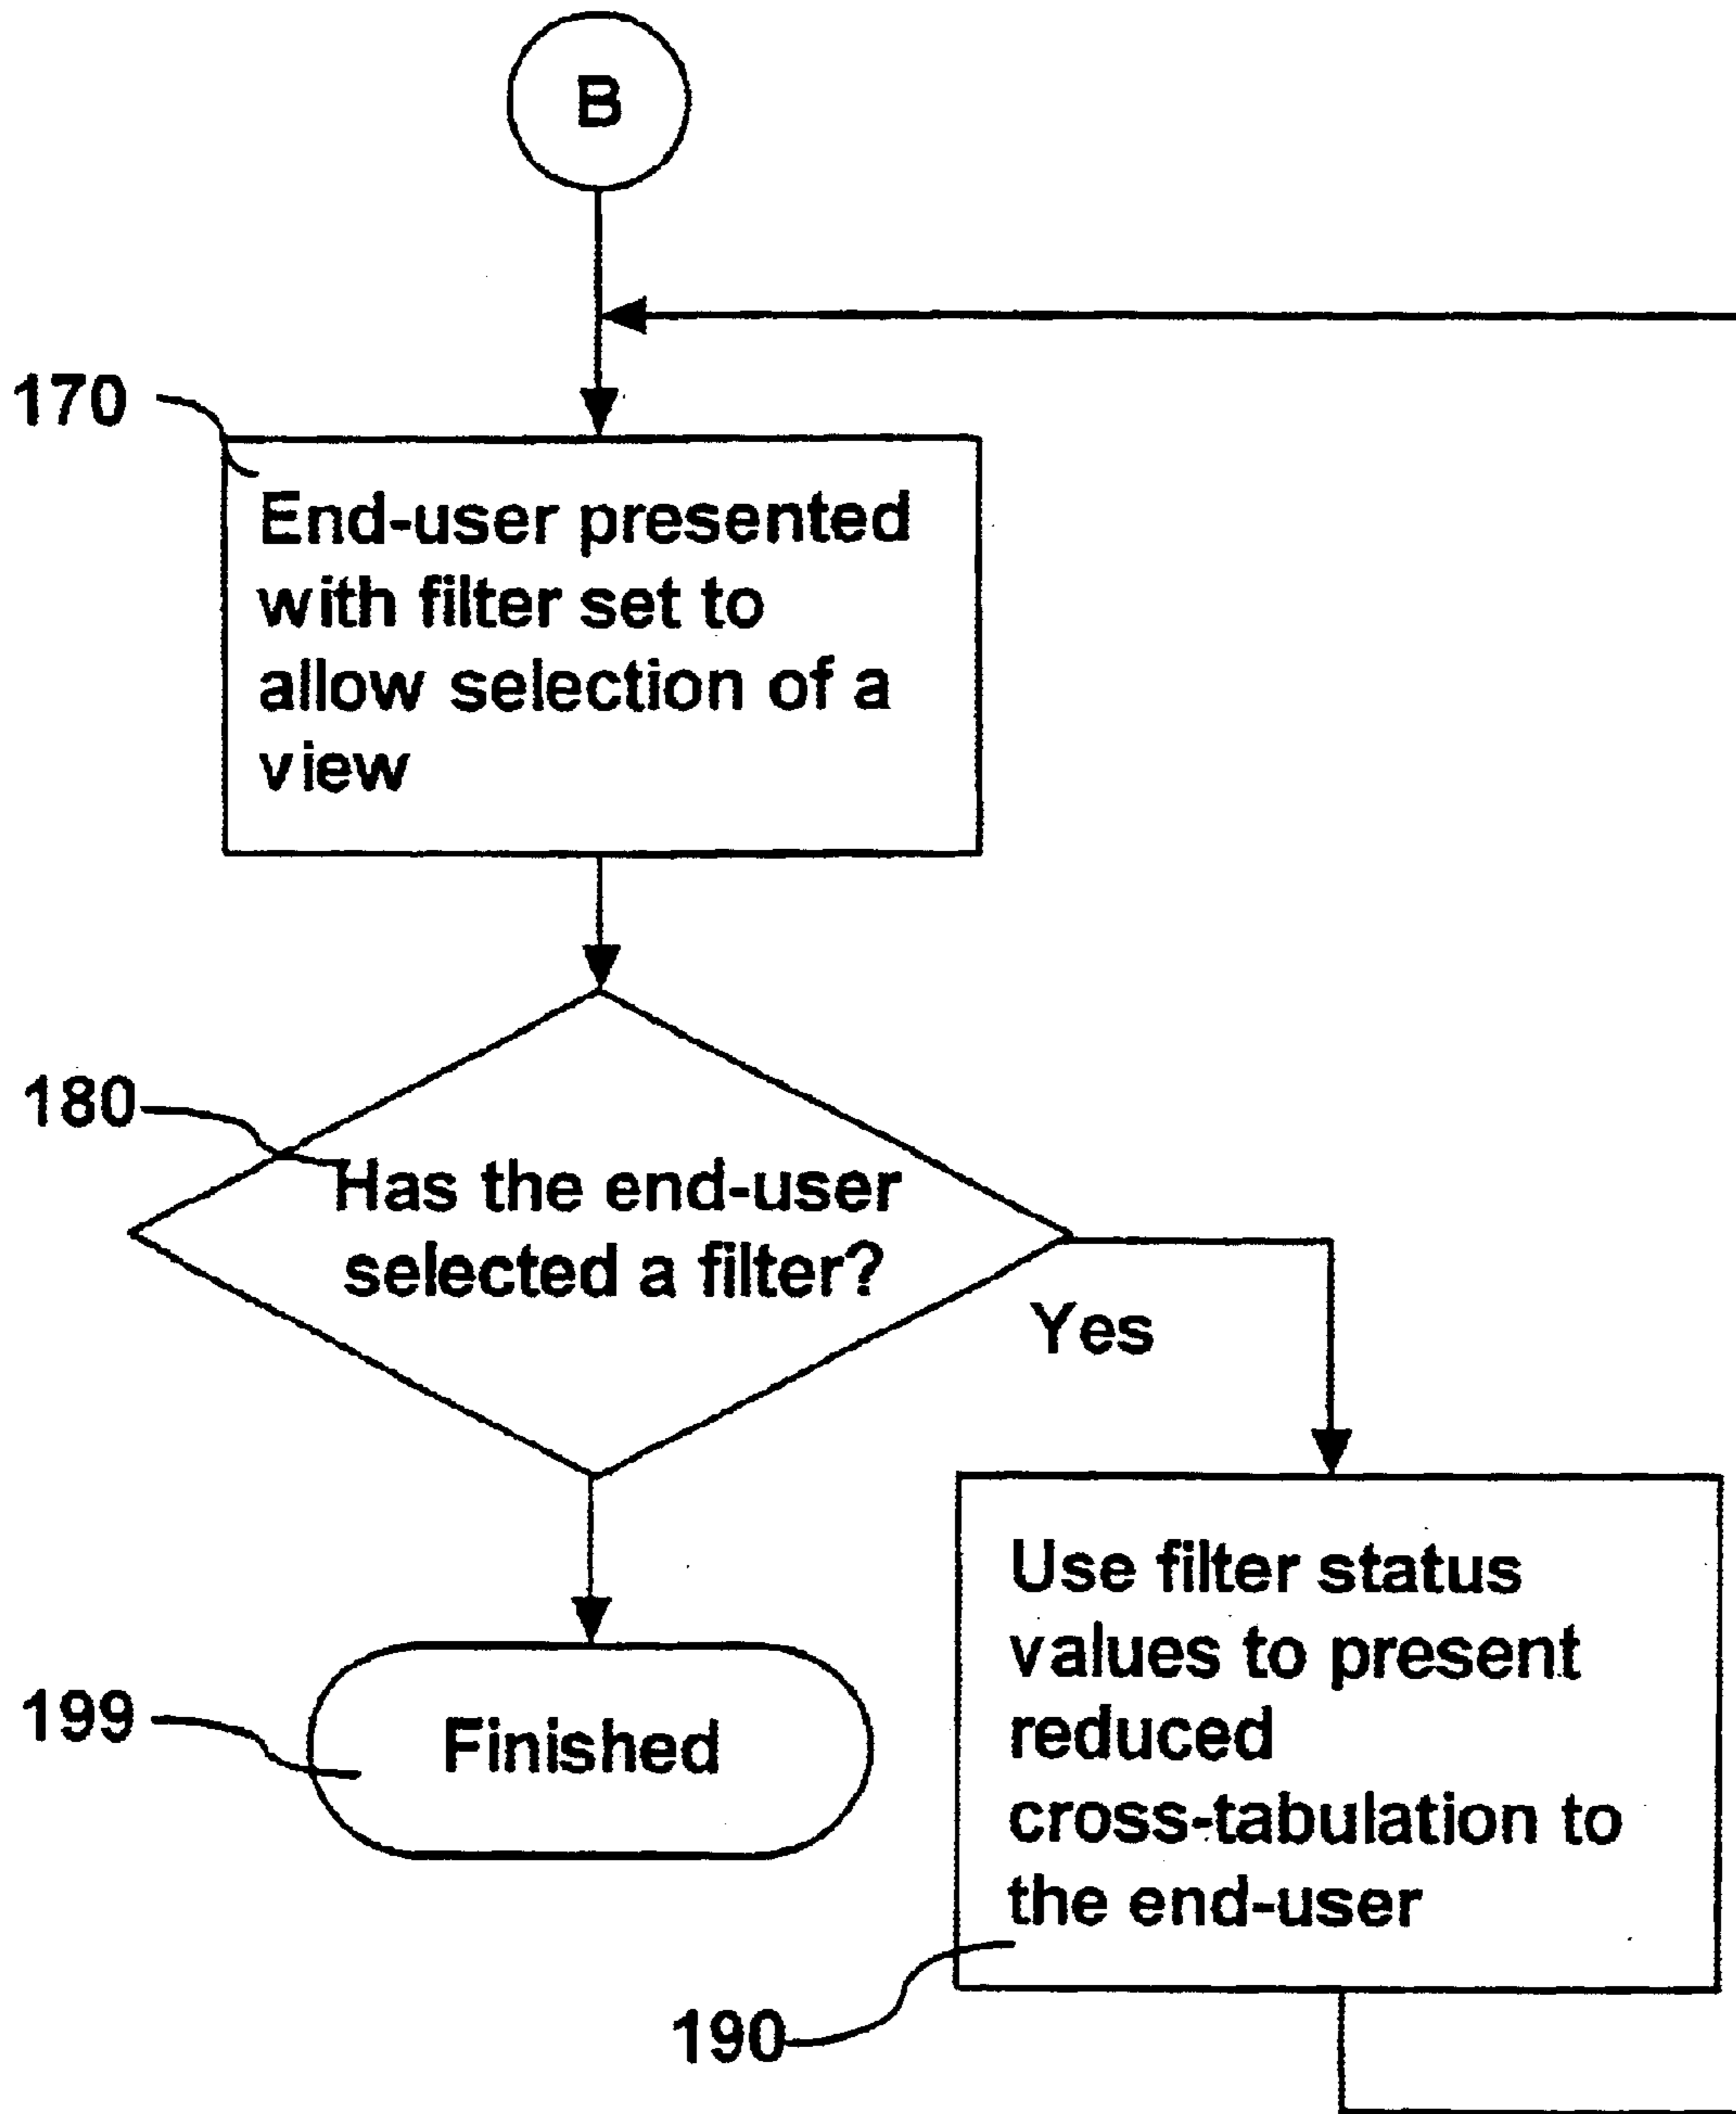 B
170
End-user presented
with filter set to
allow selection of a
view
180
Has the end-user
selected a filter?
Yes
Use filter status
values to present
reduced
cross-tabulation to
the end-user
199
Finished
190